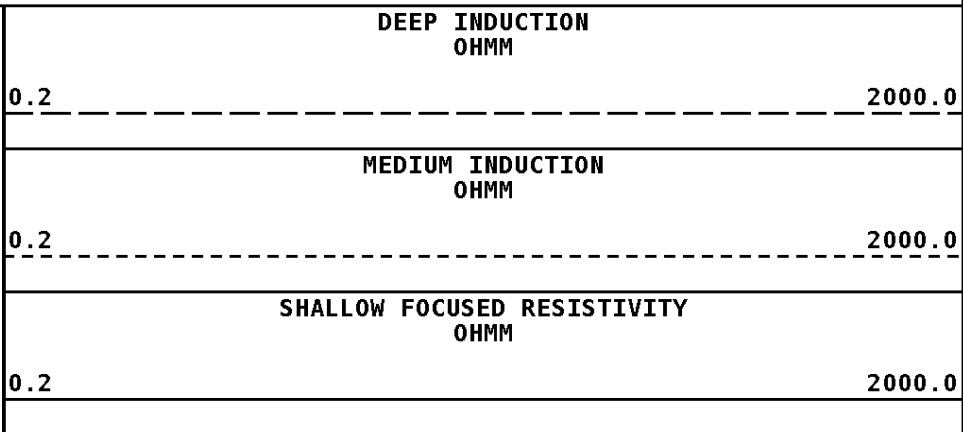 DEEP INDUCTION
OHMM
0.2 2000.0
MEDIUM INDUCTION
OHMM
0.2 2000.0
SHALLOW FOCUSED RESISTIVITY
OHMM
0.2 2000.0